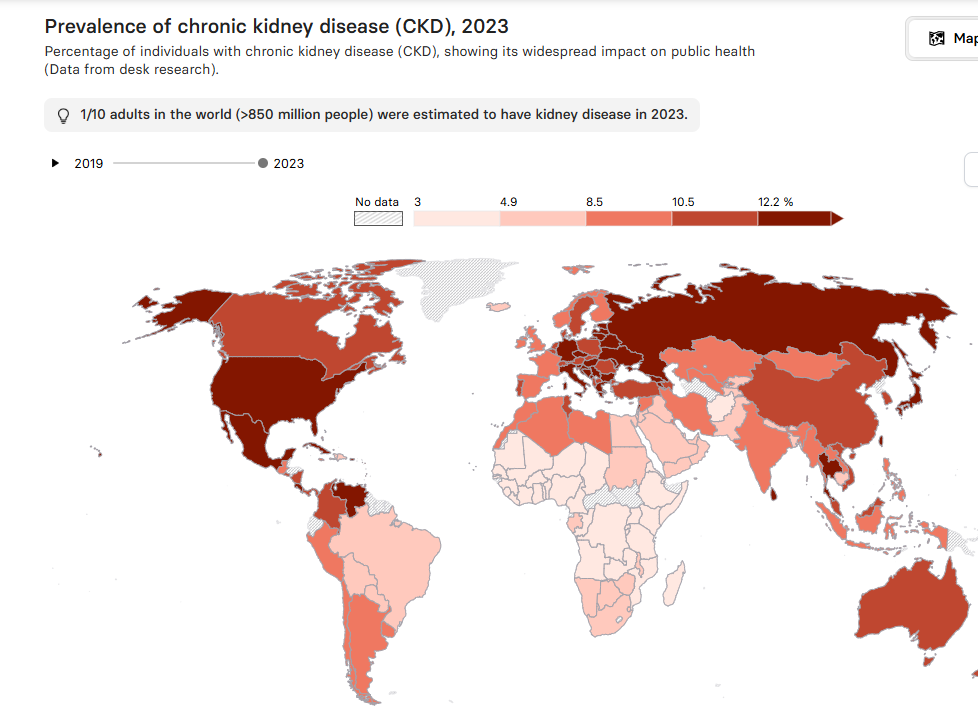 Prevalence of chronic kidney disease (CKD), 2023
Percentage of individuals with chronic kidney disease (CKD), showing its widespread impact on public health
(Data from desk research).
Map
1/10 adults in the world (>850 million people) were estimated to have kidney disease in 2023.
2019 2023
No data 3 4.9 8.5 10.5 12.2 %